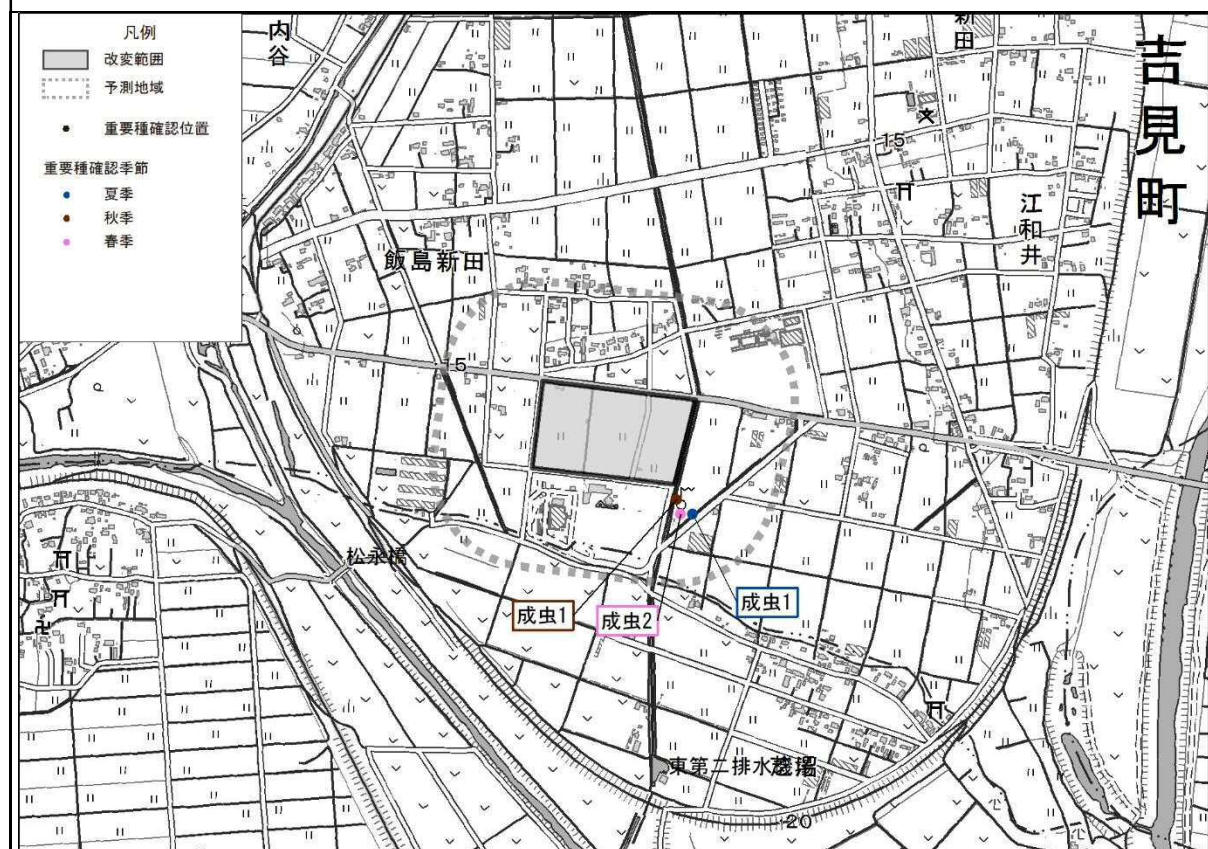 凡例
改変範囲
予測地域
重要種確認位置
重要種確認季節
夏季
秋季
春季
内谷
新田
吉見町
15
江和井
飯島新田
15
松永橋
成虫1
成虫2
成虫1
東第二排水機場
20